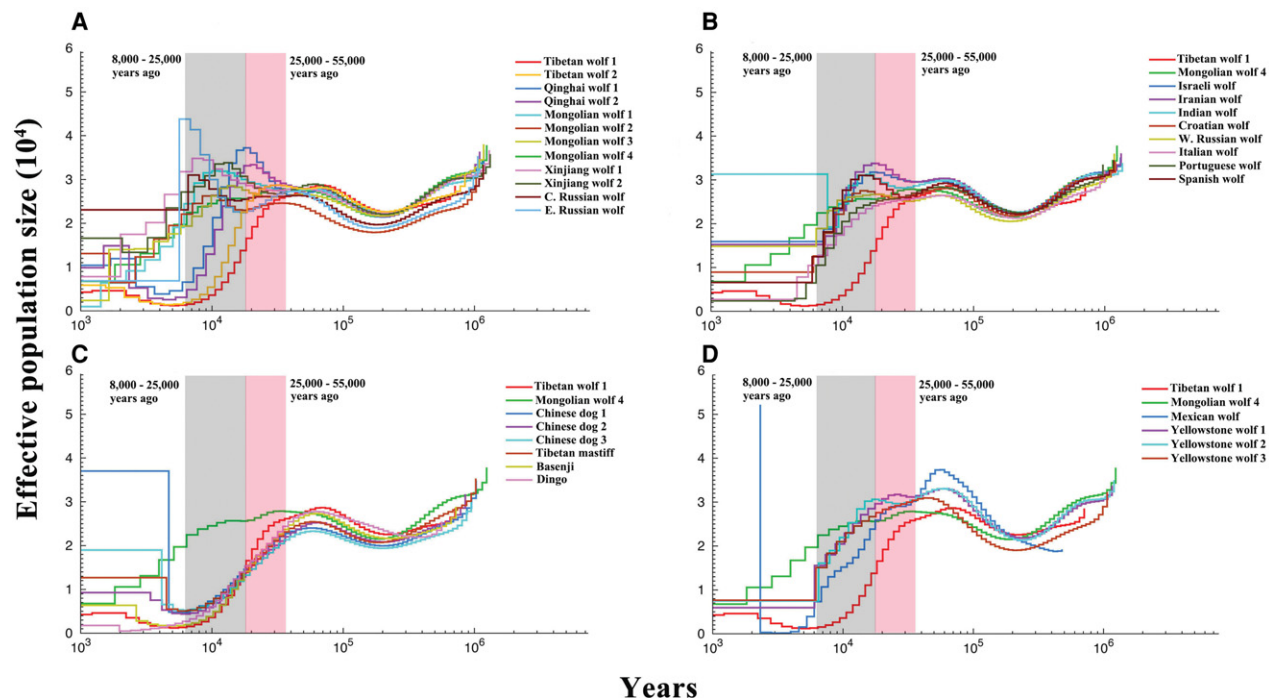 A
8,000 - 25,000
years ago
25,000 - 55,000
years ago
Tibetan wolf 1
Tibetan wolf 2
Qinghai wolf 1
Qinghai wolf 2
Mongolian wolf 1
Mongolian wolf 2
Mongolian wolf 3
Mongolian wolf 4
Xinjiang wolf 1
Xinjiang wolf 2
C. Russian wolf
E. Russian wolf
6
5
4
3
2
1
0
10³ 10⁴ 10⁵ 10⁶
B
8,000 - 25,000
years ago
25,000 - 55,000
years ago
Tibetan wolf 1
Mongolian wolf 4
Israeli wolf
Iranian wolf
Indian wolf
Croatian wolf
W. Russian wolf
Italian wolf
Portuguese wolf
Spanish wolf
6
5
4
3
2
1
0
10³ 10⁴ 10⁵ 10⁶
Effective population size (10⁴)
C
8,000 - 25,000
years ago
25,000 - 55,000
years ago
Tibetan wolf 1
Mongolian wolf 4
Chinese dog 1
Chinese dog 2
Chinese dog 3
Tibetan mastiff
Basenji
Dingo
6
5
4
3
2
1
0
10³ 10⁴ 10⁵ 10⁶
D
8,000 - 25,000
years ago
25,000 - 55,000
years ago
Tibetan wolf 1
Mongolian wolf 4
Mexican wolf
Yellowstone wolf 1
Yellowstone wolf 2
Yellowstone wolf 3
6
5
4
3
2
1
0
10³ 10⁴ 10⁵ 10⁶
Years